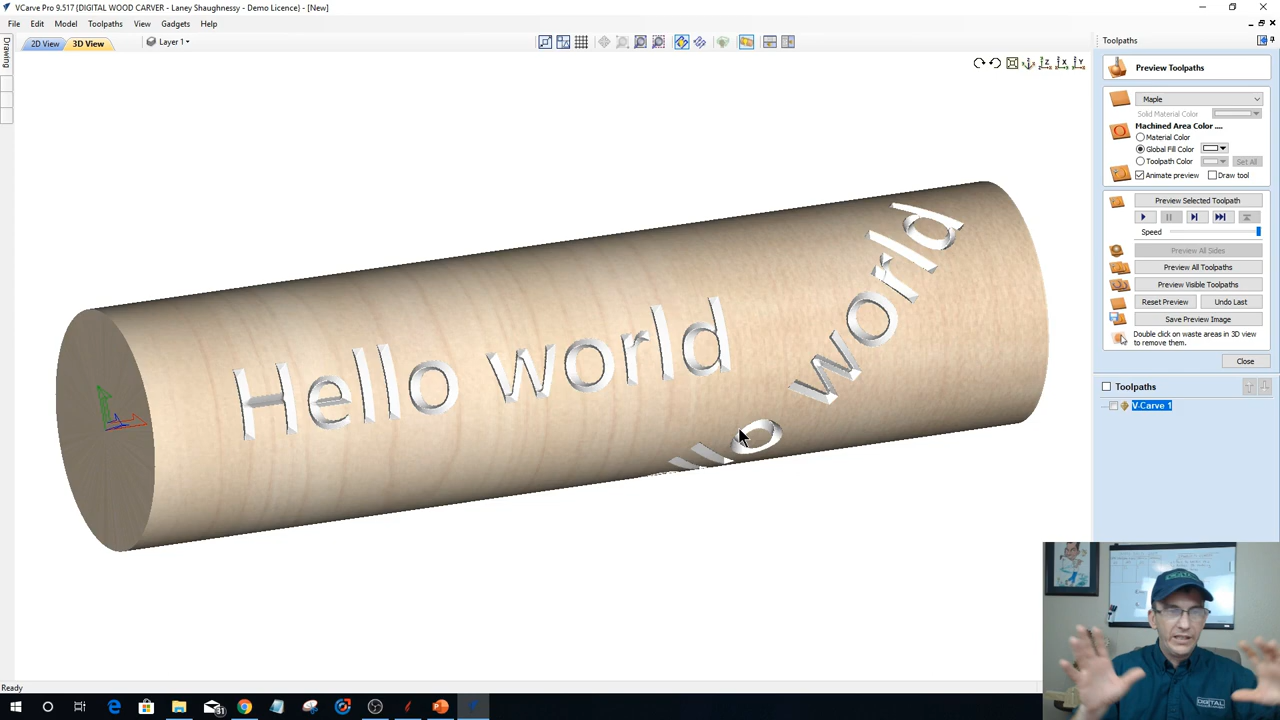 VCarve Pro 9.517 {DIGITAL WOOD CARVER - Laney Shaughnessy - Demo Licence} - [New]
File Edit Model Toolpaths View Gadgets Help
2D View 3D View Layer 1
Drawing
Toolpaths
Preview Toolpaths
Maple
Solid Material Color
Machined Area Color ....
Material Color
Global Fill Color
Toolpath Color Set All
Animate preview Draw tool
Preview Selected Toolpath
Speed
Preview All Sides
Preview All Toolpaths
Preview Visible Toolpaths
Reset Preview Undo Last
Save Preview Image
Double click on waste areas in 3D view
to remove them.
Close
Toolpaths
V-Carve 1
Hello world
llo world
Ready
31
DIGITAL